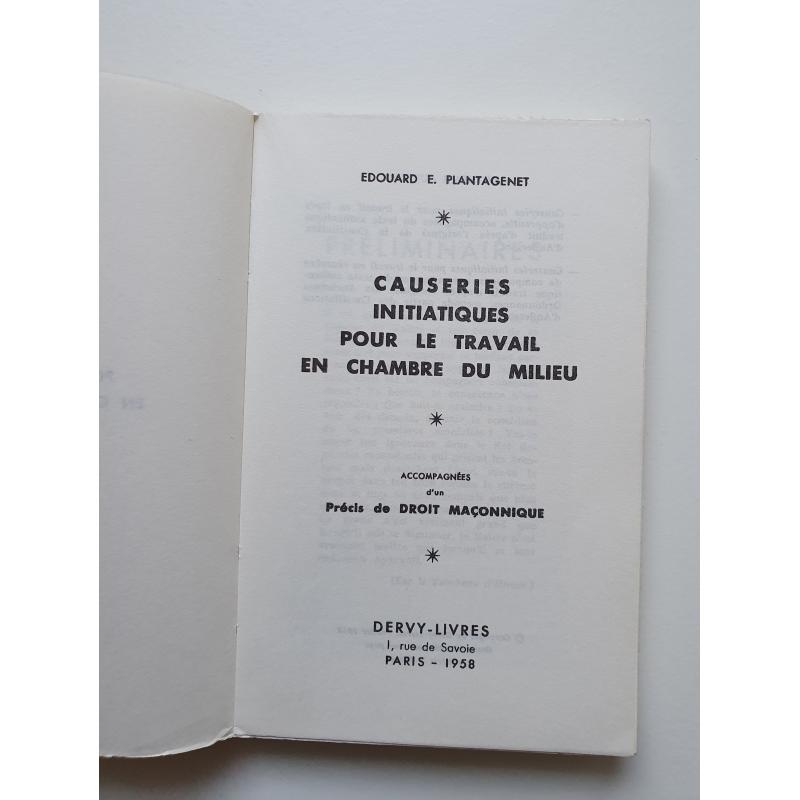 EDOUARD E. PLANTAGENET
CAUSERIES
INITIATIQUES
POUR LE TRAVAIL
EN CHAMBRE DU MILIEU
ACCOMPAGNÉES
d'un
Précis de DROIT MAÇONNIQUE
DERVY-LIVRES
1, rue de Savoie
PARIS - 1958